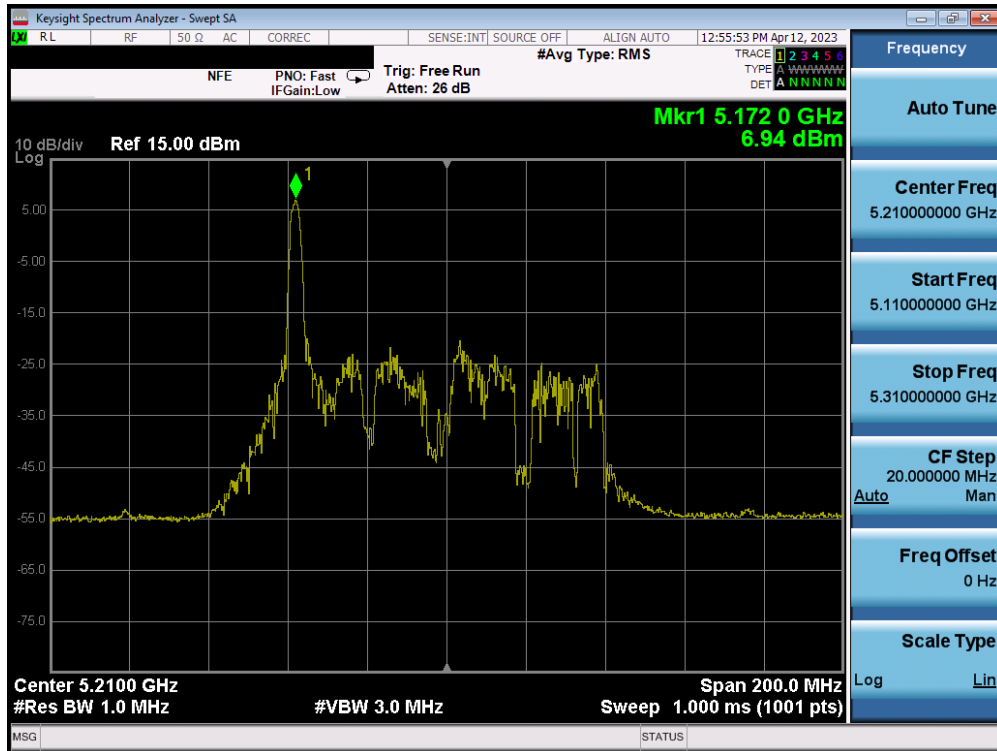 Keysight Spectrum Analyzer - Swept SA
LXI RL RF 50 Ω AC CORREC SENSE:INT SOURCE OFF ALIGN AUTO 12:55:53 PM Apr 12, 2023
#Avg Type: RMS
NFE PNO: Fast Trig: Free Run
IFGain:Low Atten: 26 dB
TRACE 1 2 3 4 5 6
TYPE A WWWWW
DET A N N N N N
Mkr1 5.172 0 GHz
6.94 dBm
10 dB/div Ref 15.00 dBm
Log
1
5.00
-5.00
-15.0
-25.0
-35.0
-45.0
-55.0
-65.0
-75.0
Center 5.2100 GHz Span 200.0 MHz
#Res BW 1.0 MHz #VBW 3.0 MHz Sweep 1.000 ms (1001 pts)
MSG STATUS
Frequency
Auto Tune
Center Freq
5.210000000 GHz
Start Freq
5.110000000 GHz
Stop Freq
5.310000000 GHz
CF Step
20.000000 MHz
Auto Man
Freq Offset
0 Hz
Scale Type
Log Lin